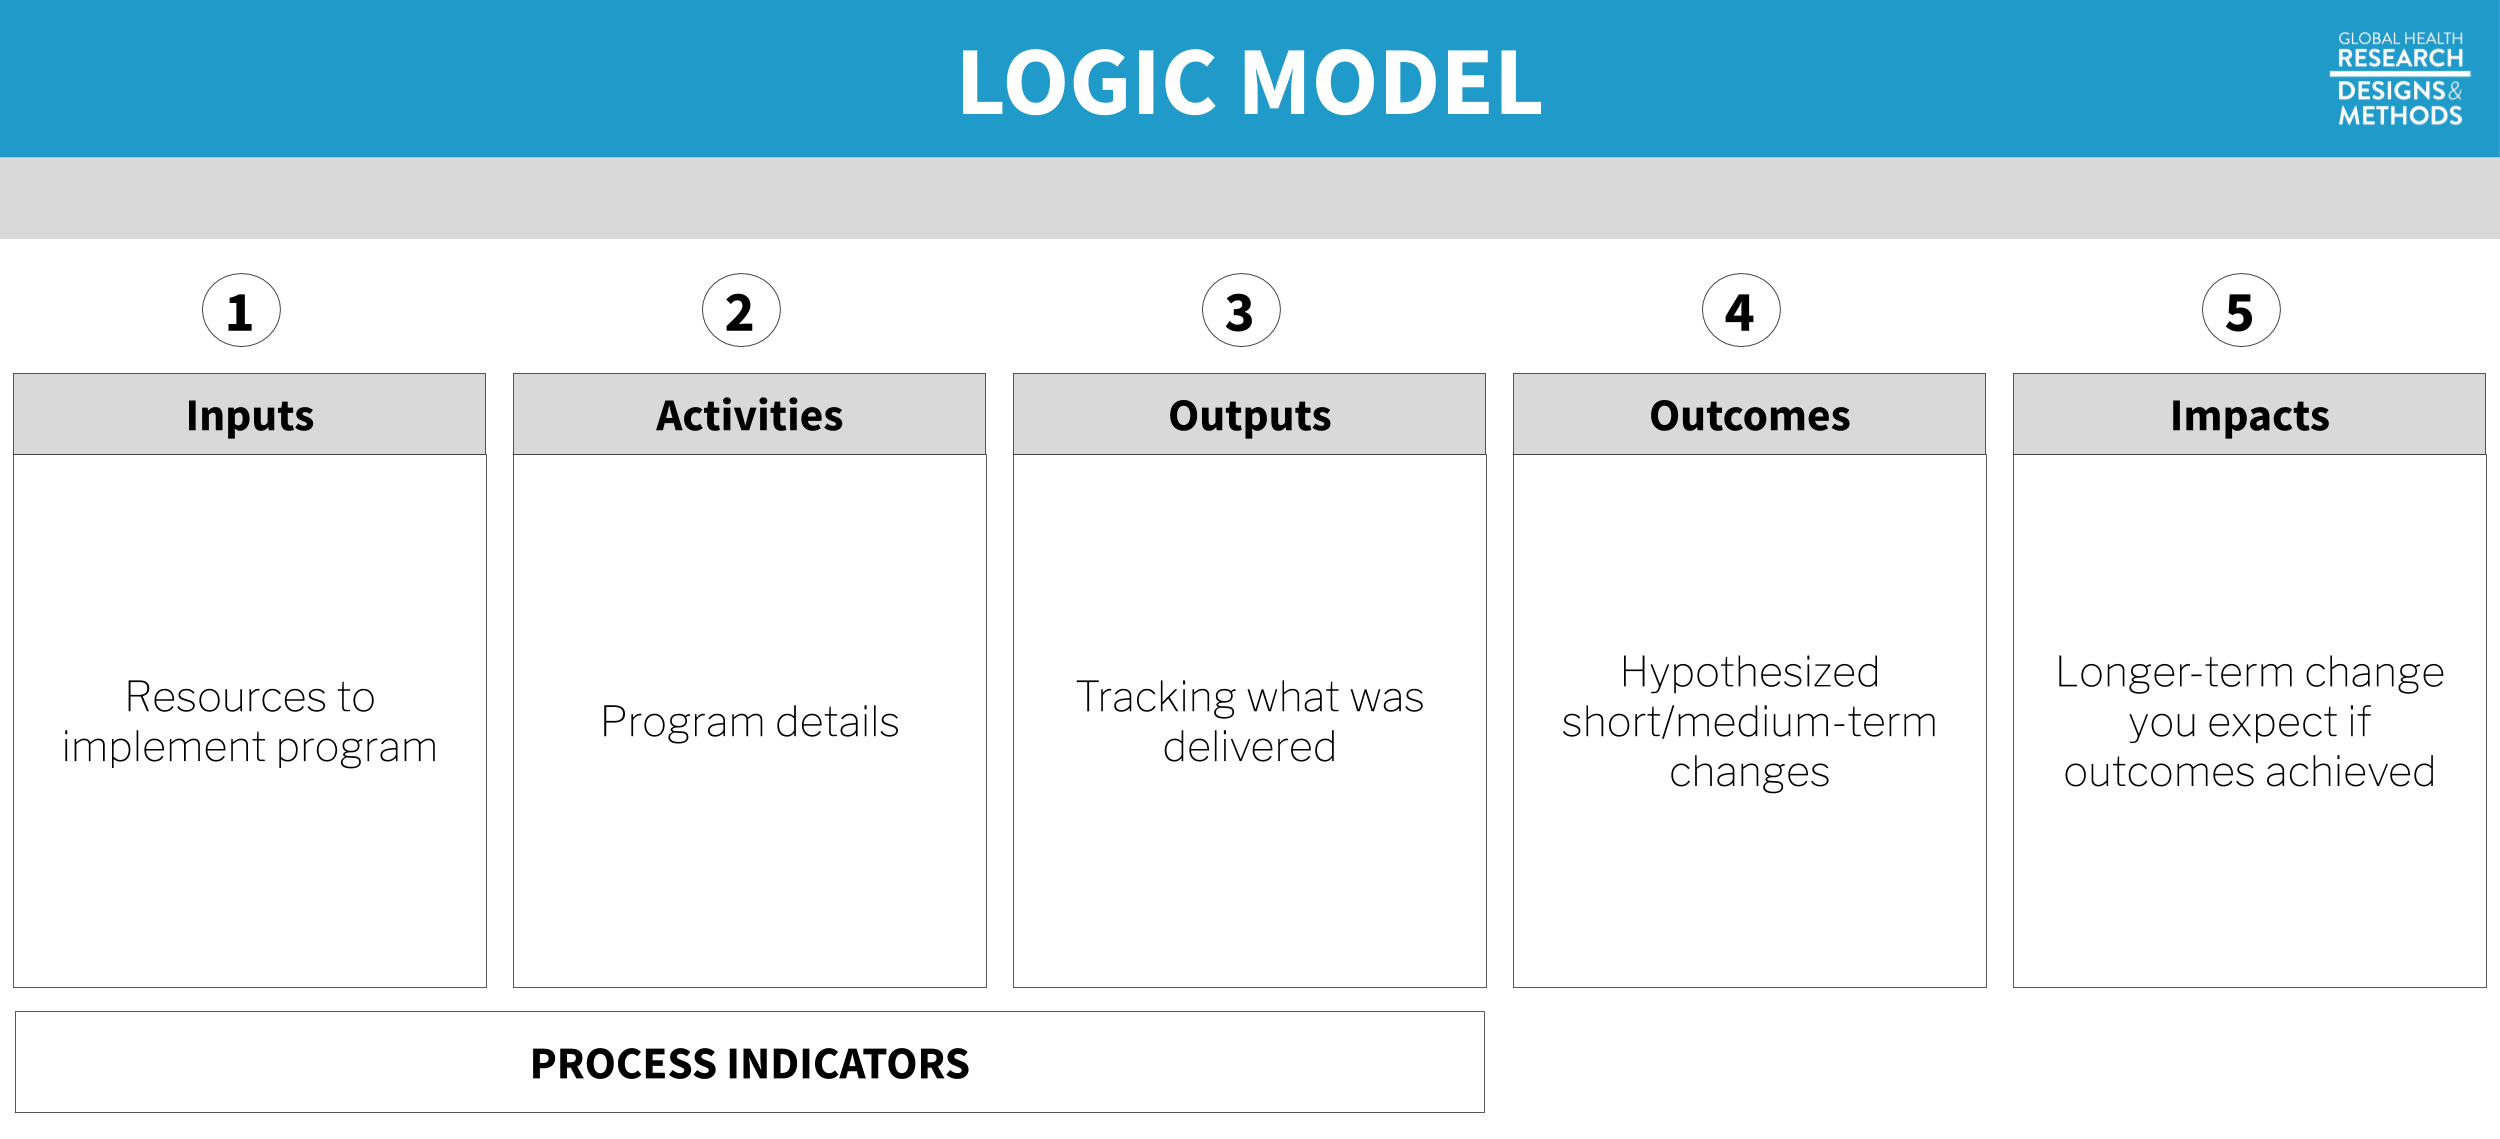 LOGIC MODEL
GLOBAL HEALTH
RESEARCH
DESIGNS &
METHODS
1
2
3
4
5
Inputs
Activities
Outputs
Outcomes
Impacts
Resources to
implement program
Program details
Tracking what was
delivered
Hypothesized
short/medium-term
changes
Longer-term change
you expect if
outcomes achieved
PROCESS INDICATORS